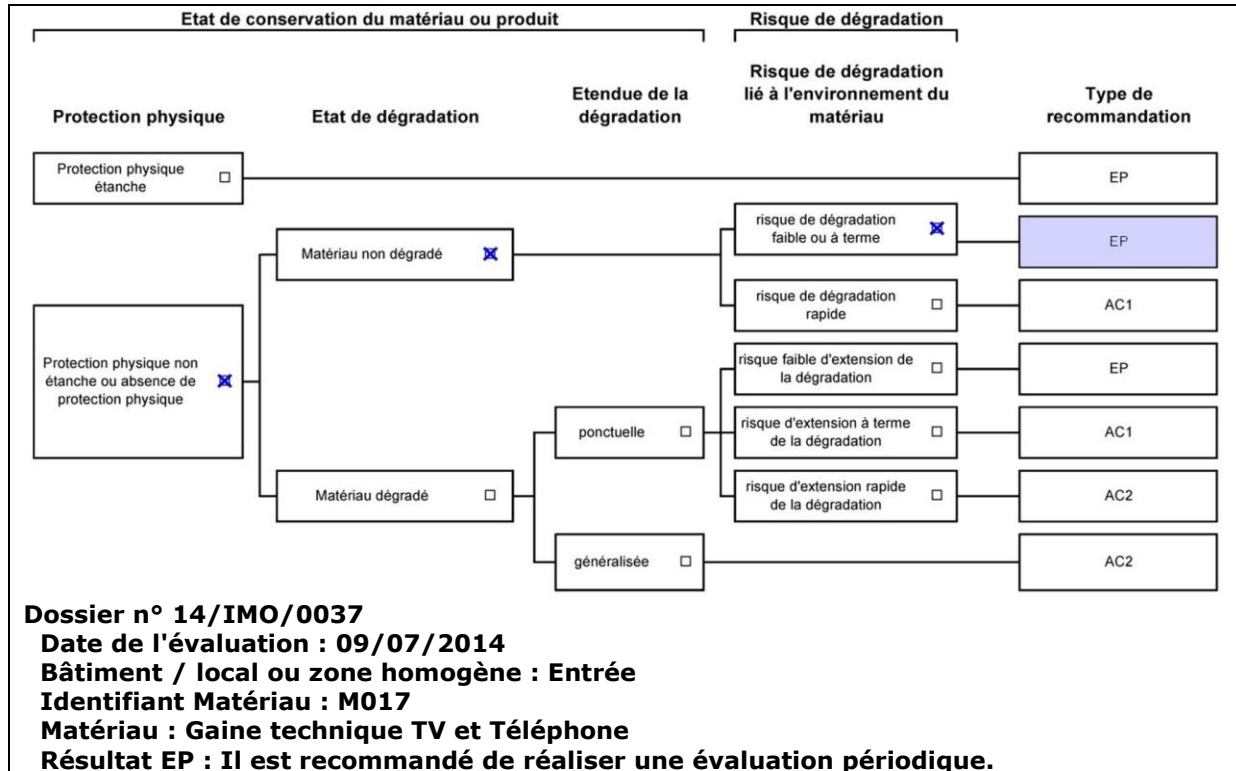 Etat de conservation du matériau ou produit
Risque de dégradation
Protection physique
Etat de dégradation
Etendue de la
dégradation
Risque de dégradation
lié à l'environnement du
matériau
Type de
recommandation
Protection physique
étanche
EP
risque de dégradation
faible ou à terme
EP
Matériau non dégradé
risque de dégradation
rapide
AC1
Protection physique non
étanche ou absence de
protection physique
risque faible d'extension de
la dégradation
EP
ponctuelle
risque d'extension à terme
de la dégradation
AC1
Matériau dégradé
risque d'extension rapide
de la dégradation
AC2
généralisée
AC2
Dossier n° 14/IMO/0037
Date de l'évaluation : 09/07/2014
Bâtiment / local ou zone homogène : Entrée
Identifiant Matériau : M017
Matériau : Gaine technique TV et Téléphone
Résultat EP : Il est recommandé de réaliser une évaluation périodique.